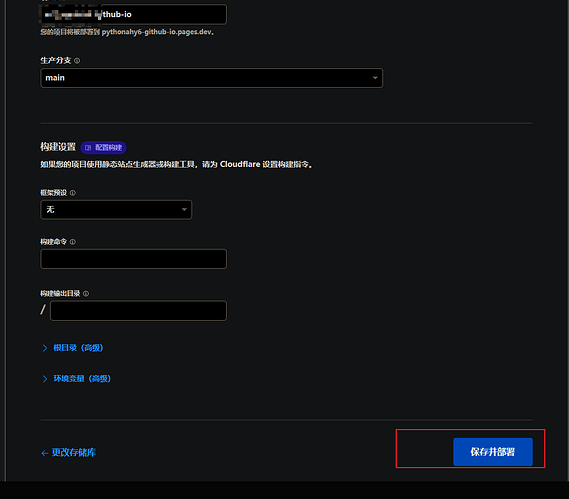 /thub-io
您的项目将被部署到 pythonahy6-github-io.pages.dev。
生产分支
main
构建设置 配置构建
如果您的项目使用静态站点生成器或构建工具，请为 Cloudflare 设置构建指令。
框架预设
无
构建命令
构建输出目录
/
根目录（高级）
环境变量（高级）
← 更改存储库
保存并部署